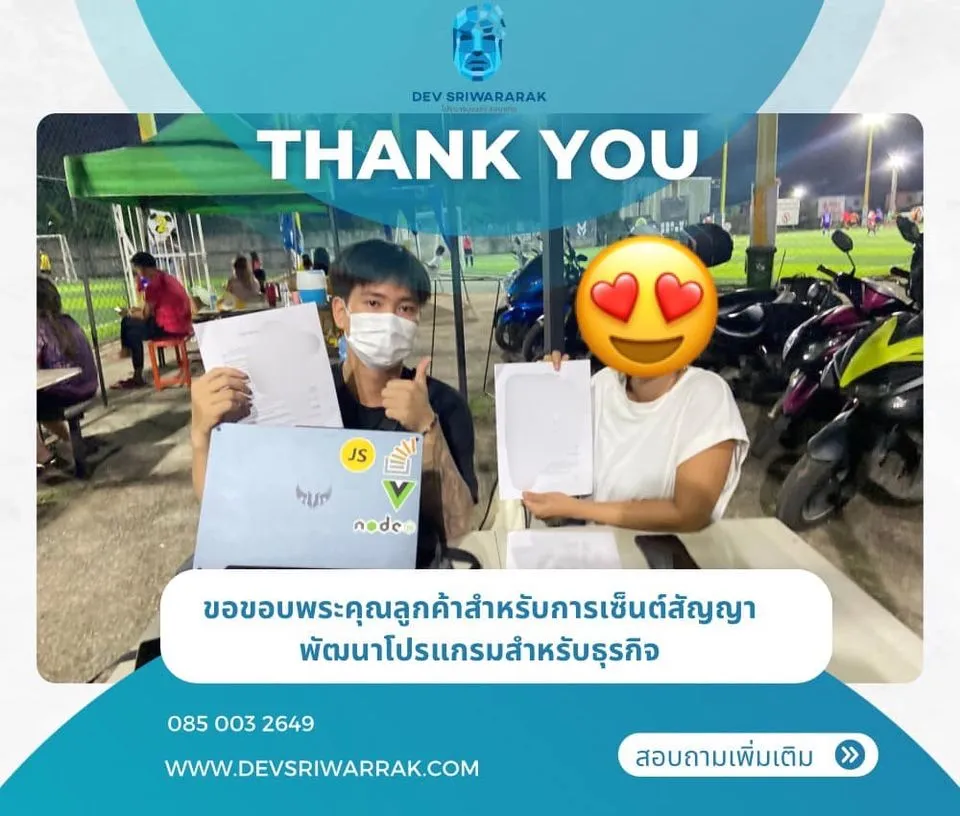 DEV SRIWARARAK
THANK YOU
JS
node
ขอขอบพระคุณลูกค้าสำหรับการเซ็นต์สัญญา
พัฒนาโปรแกรมสำหรับธุรกิจ
085 003 2649
WWW.DEVSRIWARRAK.COM
สอบถามเพิ่มเติม